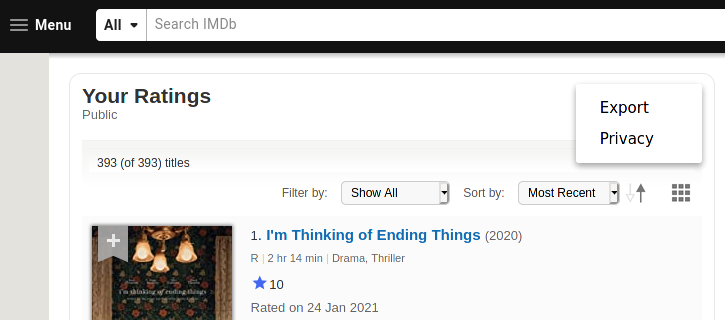 Menu
All
Search IMDb
Your Ratings
Public
Export
Privacy
393 (of 393) titles
Filter by:
Show All
Sort by:
Most Recent
i'm thinking of ending things
1. I'm Thinking of Ending Things (2020)
R | 2 hr 14 min | Drama, Thriller
10
Rated on 24 Jan 2021